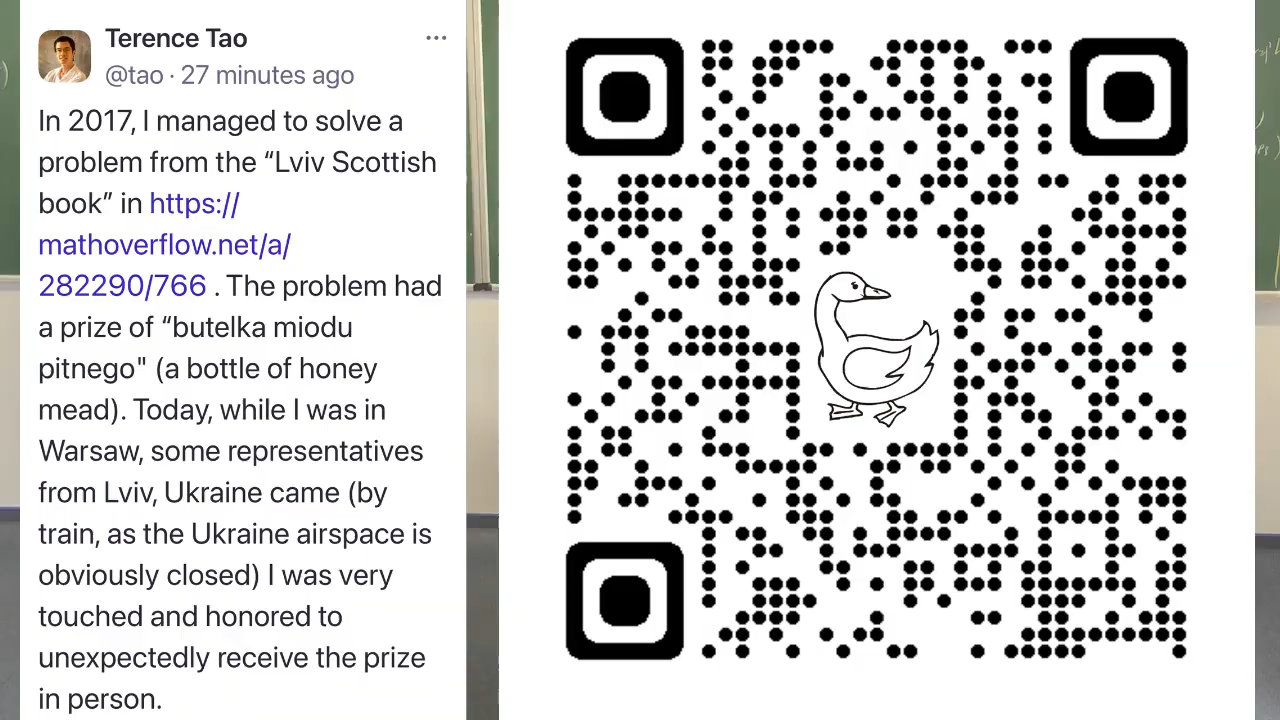 Terence Tao
@tao · 27 minutes ago
In 2017, I managed to solve a
problem from the “Lviv Scottish
book” in https://
mathoverflow.net/a/
282290/766 . The problem had
a prize of “butelka miodu
pitnego" (a bottle of honey
mead). Today, while I was in
Warsaw, some representatives
from Lviv, Ukraine came (by
train, as the Ukraine airspace is
obviously closed) I was very
touched and honored to
unexpectedly receive the prize
in person.